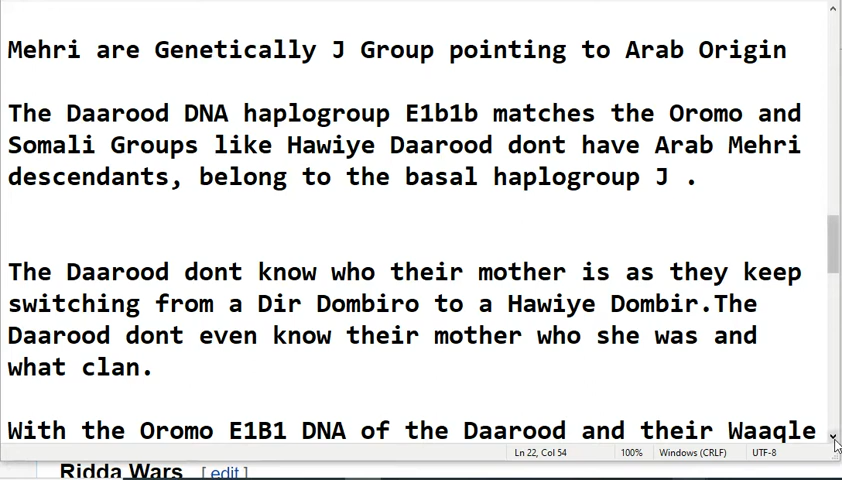 Mehri are Genetically J Group pointing to Arab Origin
The Daarood DNA haplogroup E1b1b matches the Oromo and
Somali Groups like Hawiye Daarood dont have Arab Mehri
descendants, belong to the basal haplogroup J .
The Daarood dont know who their mother is as they keep
switching from a Dir Dombiro to a Hawiye Dombir.The
Daarood dont even know their mother who she was and
what clan.
With the Oromo E1B1 DNA of the Daarood and their Waaqle
Ln 22, Col 54 100% Windows (CRLF) UTF-8
Ridda Wars [ edit ]